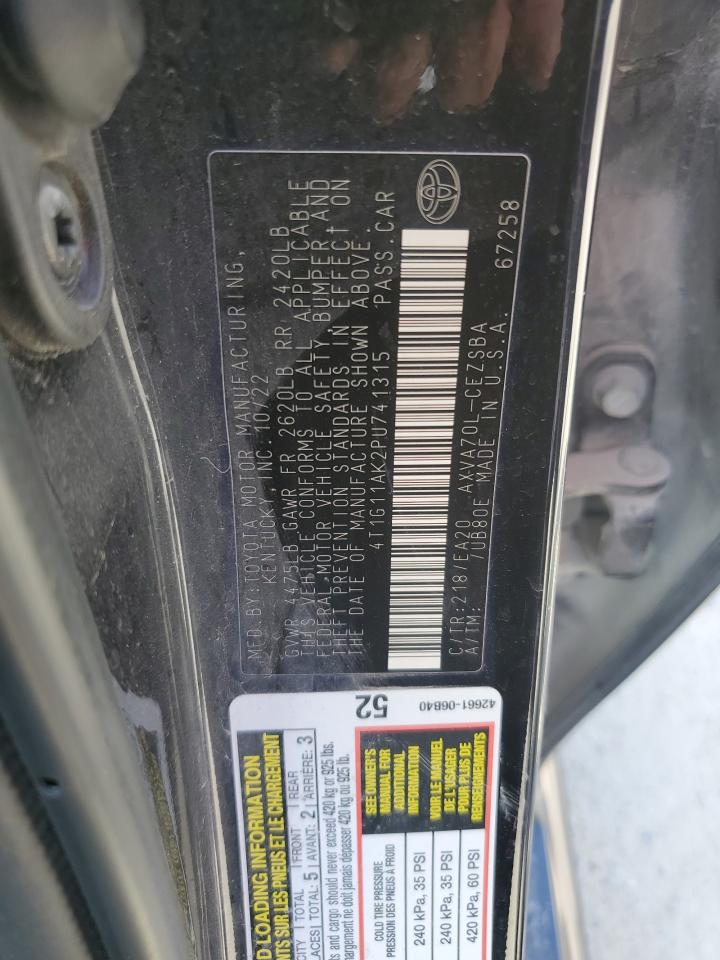 MFD.BY:TOYOTA MOTOR MANUFACTURING,
KENTUCKY, INC. 10/22
GVWR 4475LB GAWR FR 2620LB RR 2420LB
THIS VEHICLE CONFORMS TO ALL APPLICABLE
FEDERAL MOTOR VEHICLE SAFETY, BUMPER AND
THEFT PREVENTION STANDARDS IN EFFECT ON
THE DATE OF MANUFACTURE SHOWN ABOVE.
4T1G11AK2PU741315 PASS.CAR
C/TR:218/EA20 AXVA70L-CEZSBA
A/TM: /UB80E MADE IN U.S.A. 67258
D LOADING INFORMATION
NTS SUR LES PNEUS ET LE CHARGEMENT
CITY TOTAL FRONT REAR
PLACES TOTAL: 5 AVANT: 2 ARRIÈRE: 3
ts and cargo should never exceed 420 kg or 925 lbs.
hargement ne doit jamais dépasser 420 kg ou 925 lb.
52
42661-06B40
COLD TIRE PRESSURE
PRESSION DES PNEUS À FROID
240 kPa, 35 PSI
240 kPa, 35 PSI
420 kPa, 60 PSI
SEE OWNER'S
MANUAL FOR
ADDITIONAL
INFORMATION
VOIR LE MANUEL
DE L'USAGER
POUR PLUS DE
RENSEIGNEMENTS